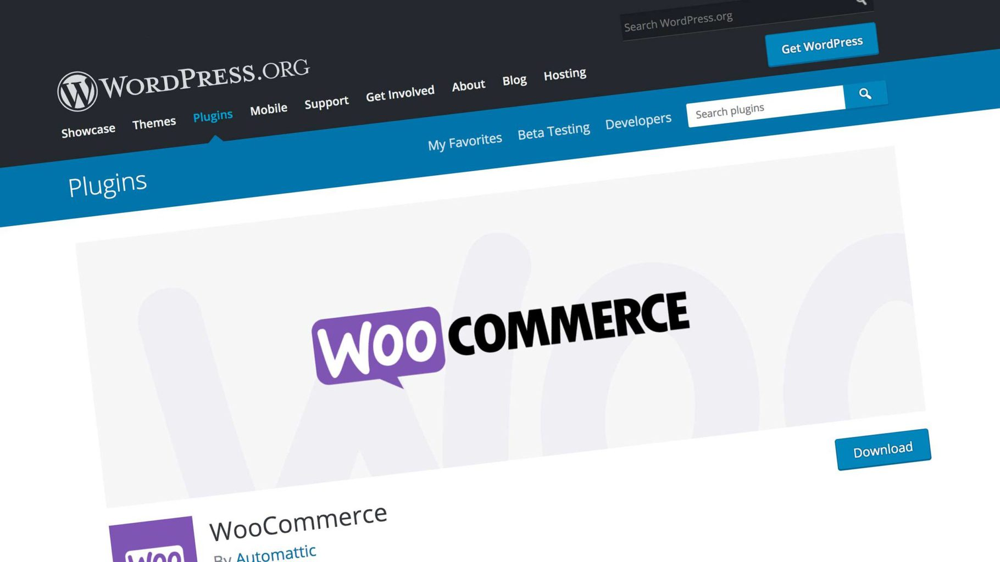 Search WordPress.org
Get WordPress
WORDPRESS.ORG
Showcase Themes Plugins Mobile Support Get Involved About Blog Hosting
My Favorites Beta Testing Developers Search plugins
Plugins
WOO COMMERCE
Woo
Download
WooCommerce
Woo
By Automattic